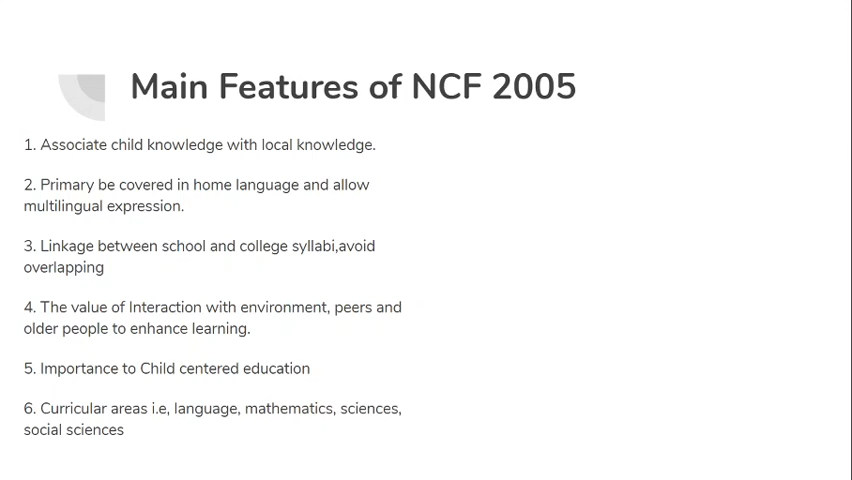 Main Features of NCF 2005
1. Associate child knowledge with local knowledge.
2. Primary be covered in home language and allow
multilingual expression.
3. Linkage between school and college syllabi,avoid
overlapping
4. The value of Interaction with environment, peers and
older people to enhance learning.
5. Importance to Child centered education
6. Curricular areas i.e, language, mathematics, sciences,
social sciences